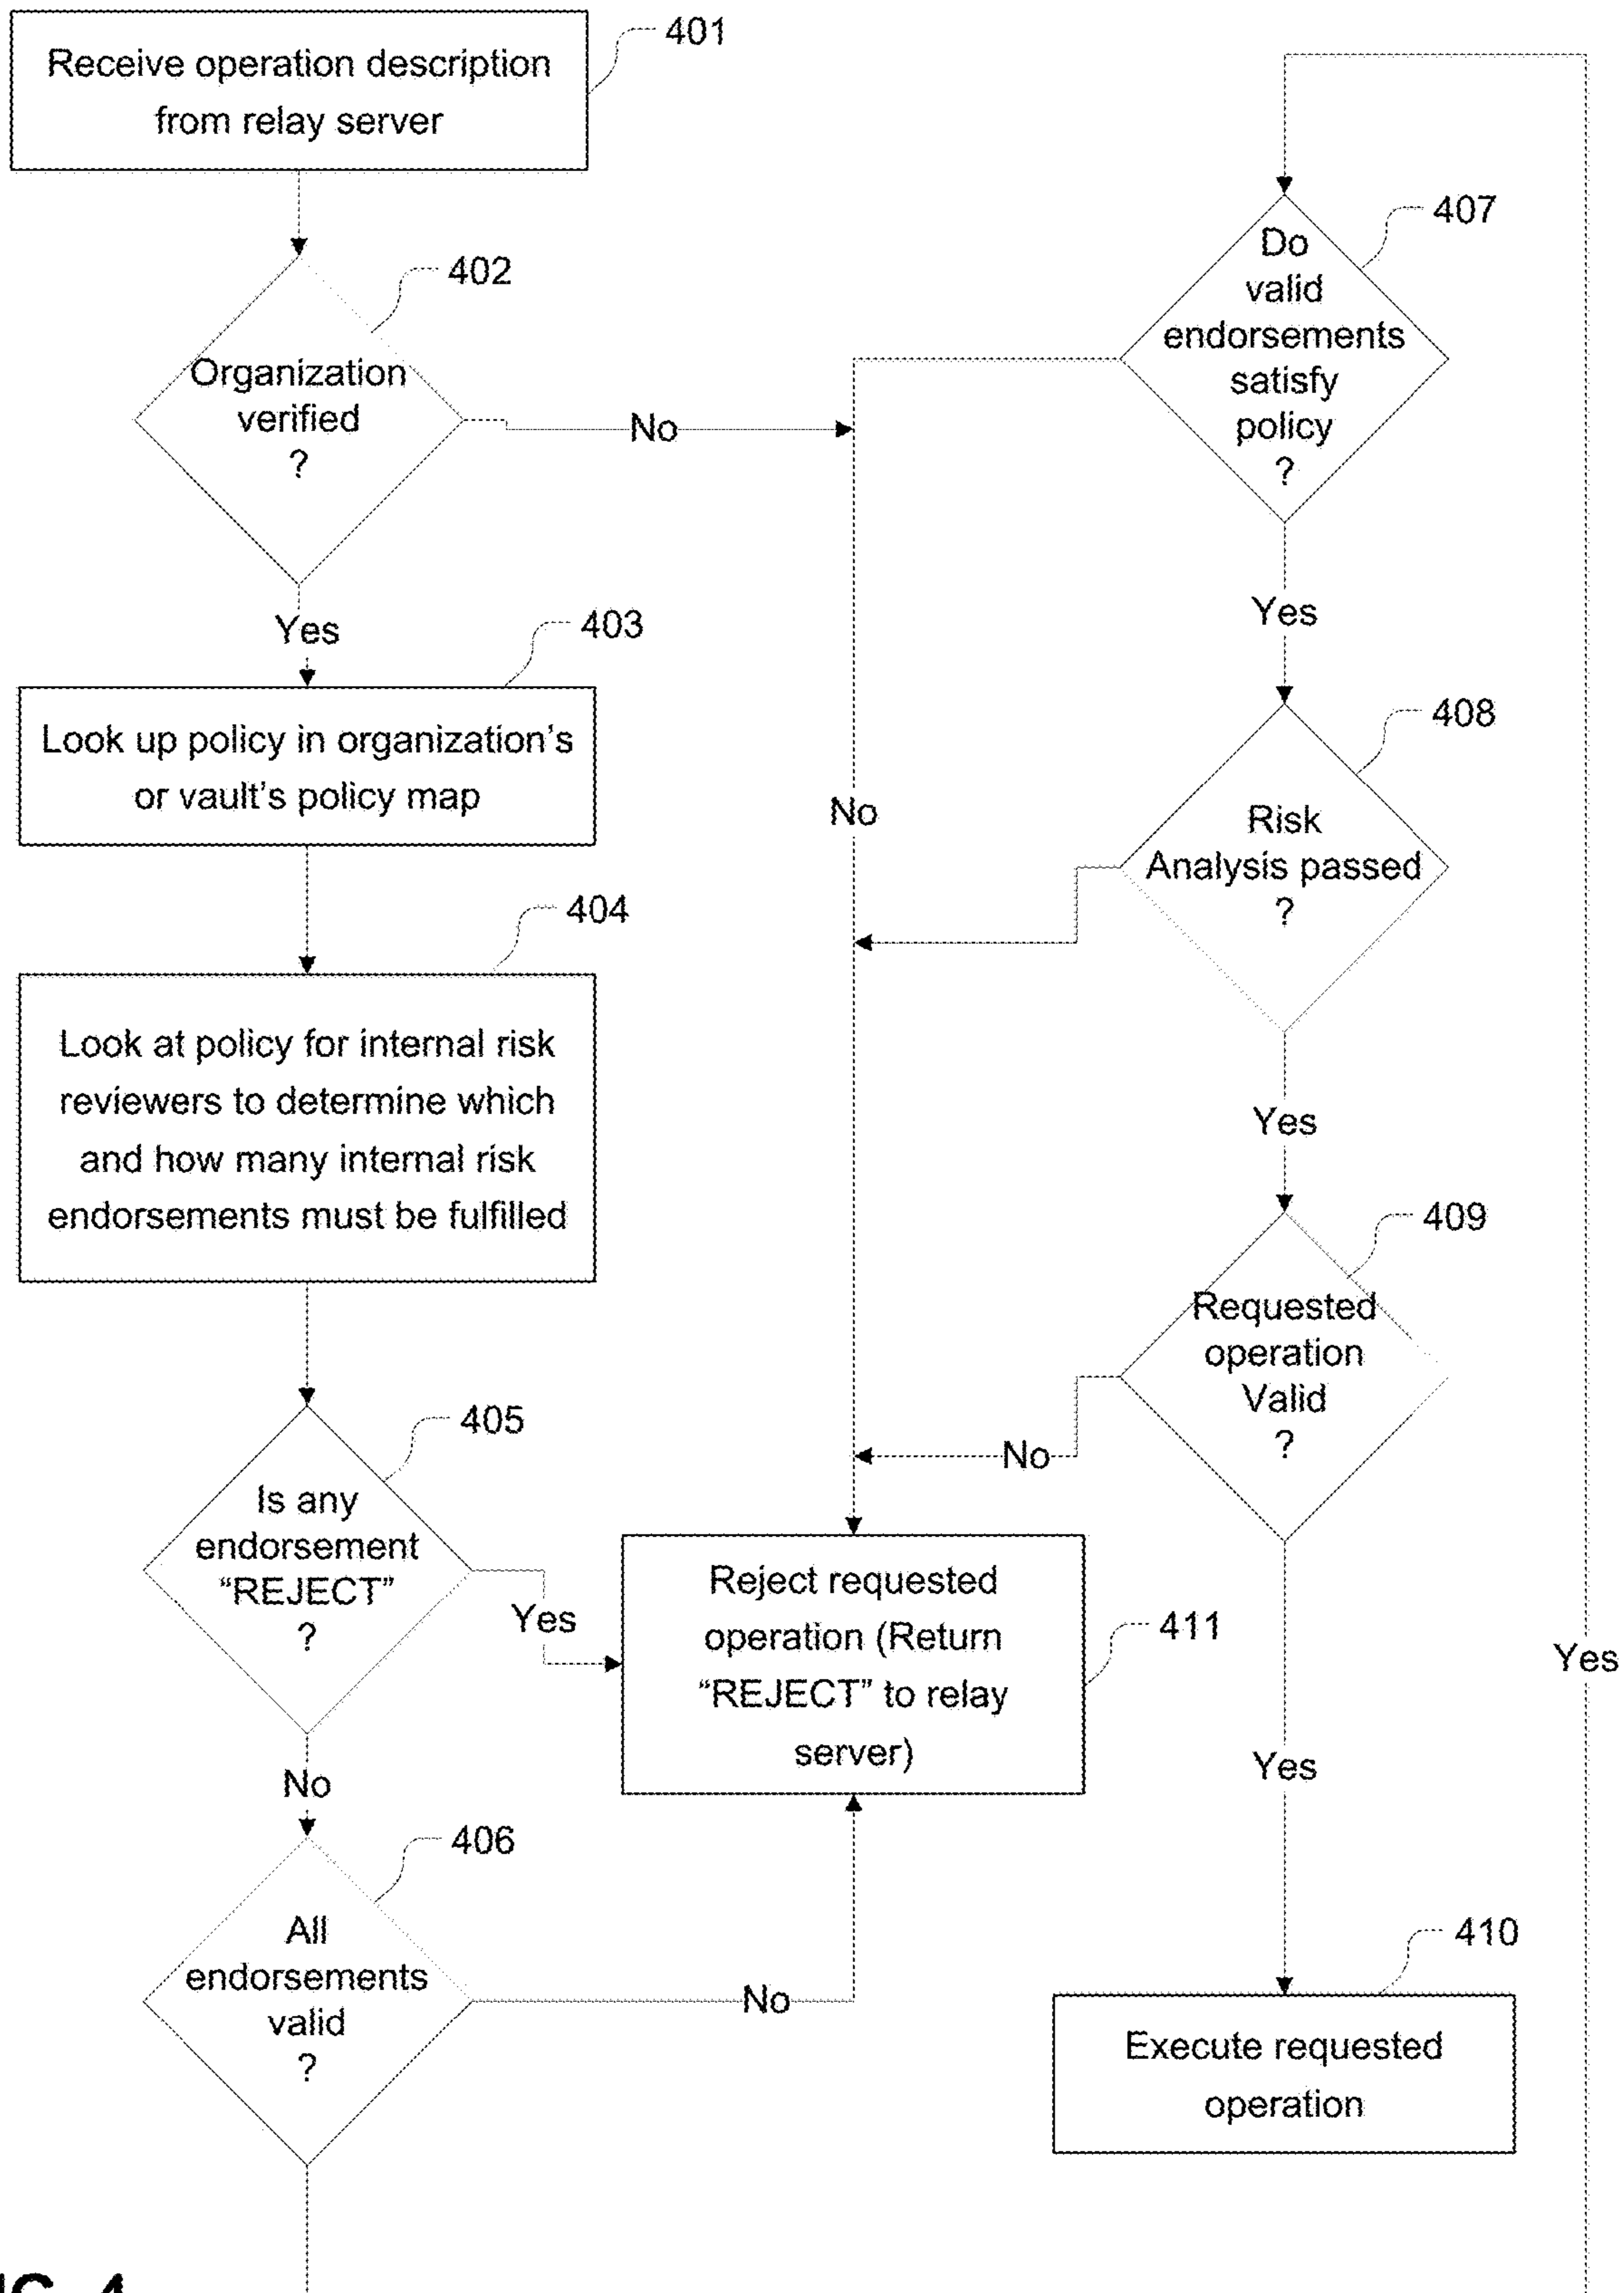 401
Receive operation description
from relay server
402
Organization
verified
?
No
Yes
403
Look up policy in organization’s
or vault’s policy map
404
Look at policy for internal risk
reviewers to determine which
and how many internal risk
endorsements must be fulfilled
405
Is any
endorsement
“REJECT”
?
Yes
No
406
All
endorsements
valid
?
No
407
Do
valid
endorsements
satisfy
policy
?
No
Yes
408
Risk
Analysis passed
?
Yes
409
Requested
operation
Valid
?
No
Yes
411
Reject requested
operation (Return
“REJECT” to relay
server)
Yes
410
Execute requested
operation
4